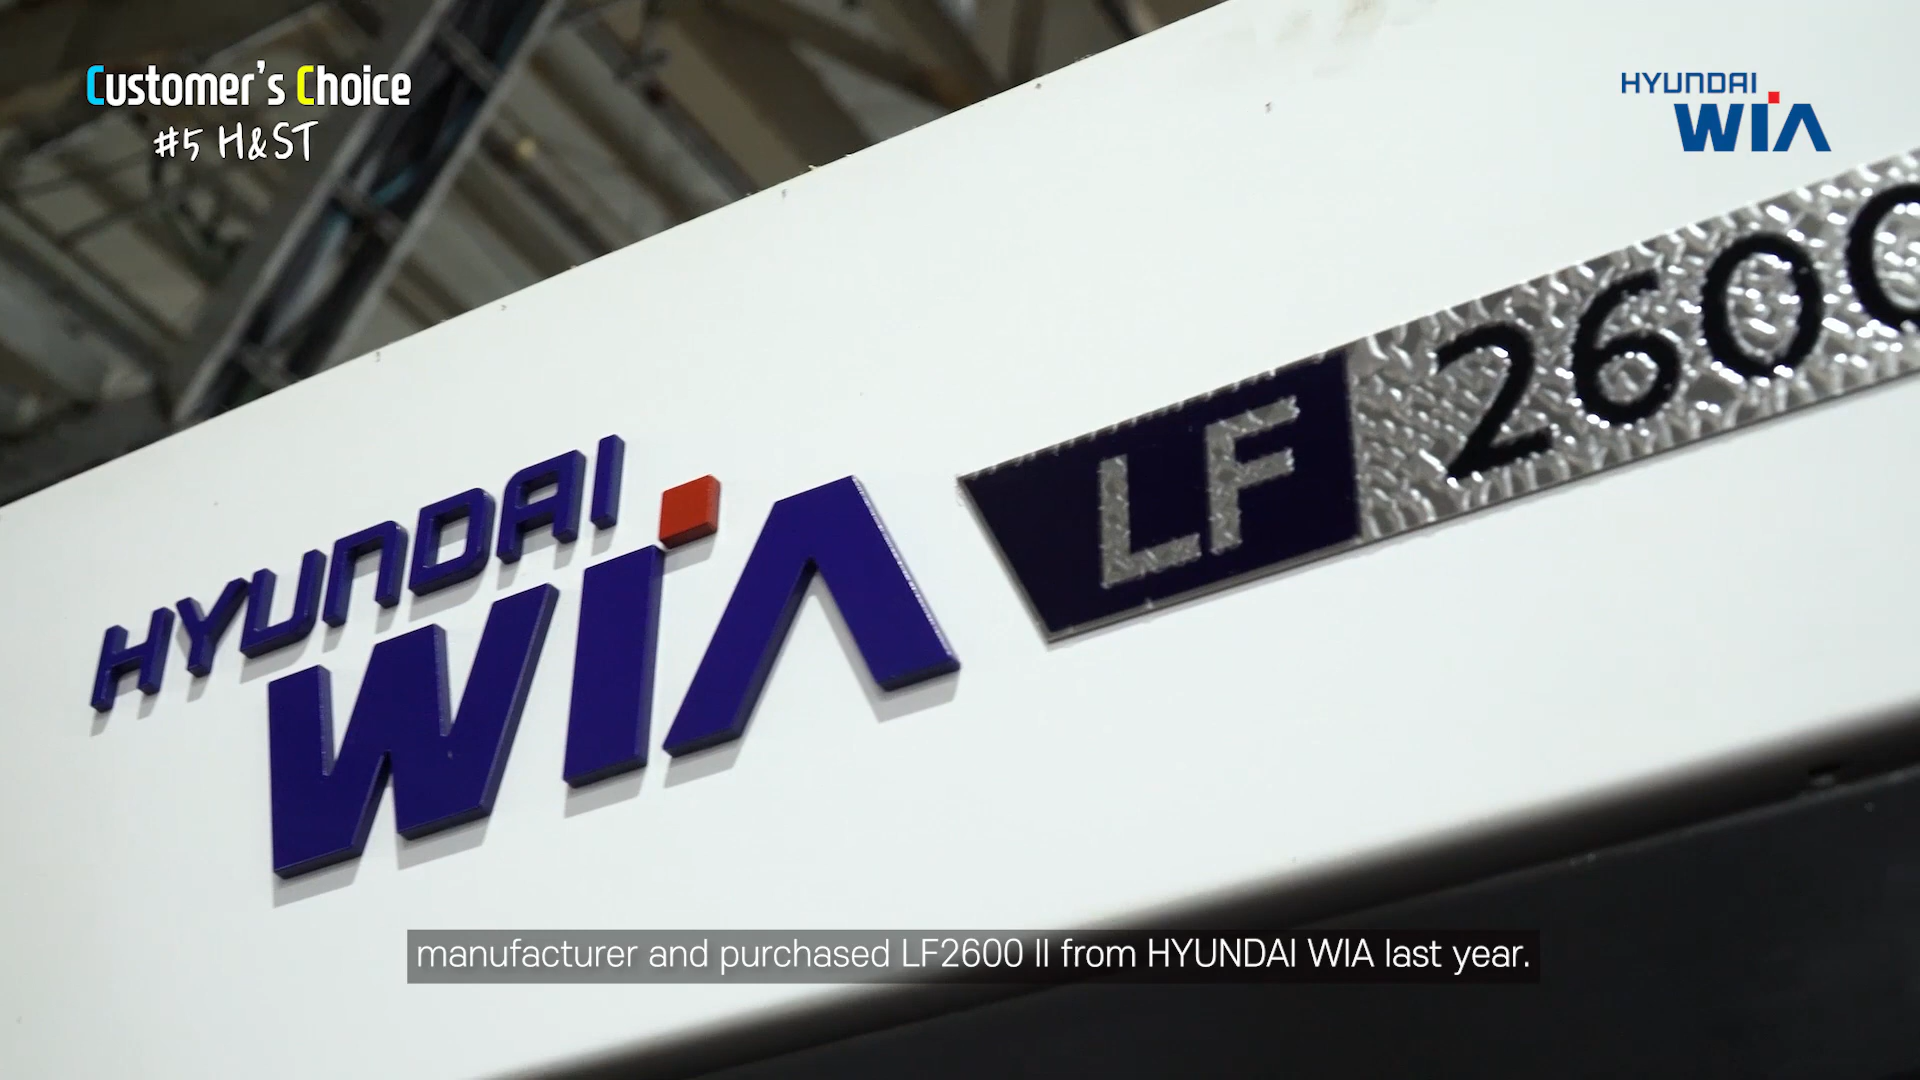 Customer's Choice
#5 H&ST
HYUNDAI
WIA
HYUNDAI
WIA
LF 2600
manufacturer and purchased LF2600 II from HYUNDAI WIA last year.